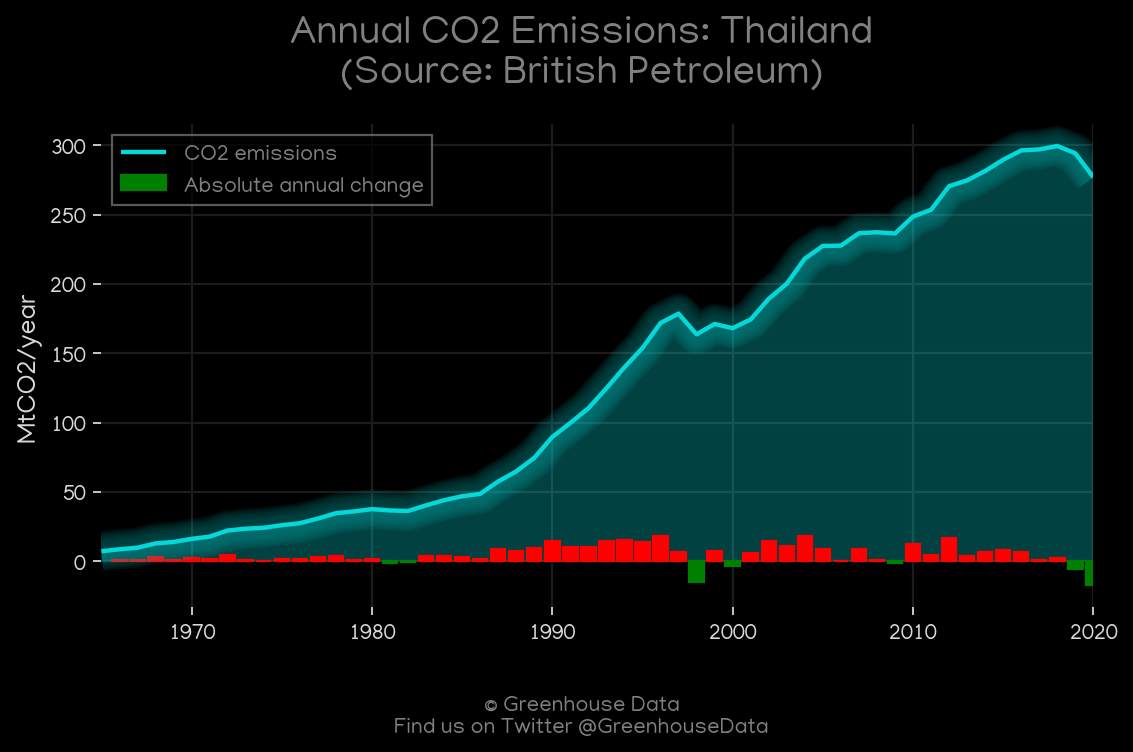 Annual CO2 Emissions: Thailand
(Source: British Petroleum)
CO2 emissions
Absolute annual change
MtCO2/year
300
250
200
150
100
50
0
1970 1980 1990 2000 2010 2020
© Greenhouse Data
Find us on Twitter @GreenhouseData